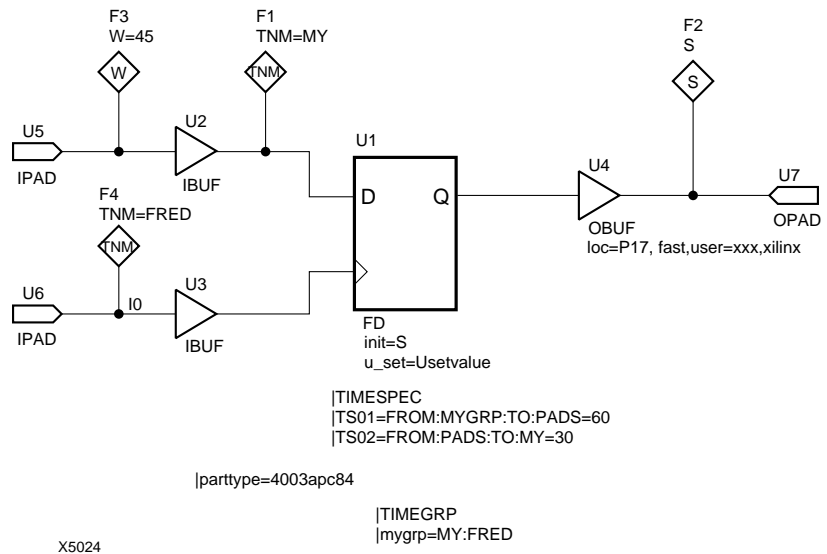 F3
W=45
W
F1
TNM=MY
TNM
F2
S
S
U5
IPAD
U2
IBUF
U1
D
Q
U4
OBUF
loc=P17, fast,user=xxx,xilinx
U7
OPAD
F4
TNM=FRED
TNM
U6
IPAD
I0
U3
IBUF
FD
init=S
u_set=Usetvalue
|TIMESPEC
|TS01=FROM:MYGRP:TO:PADS=60
|TS02=FROM:PADS:TO:MY=30
|parttype=4003apc84
|TIMEGRP
|mygrp=MY:FRED
X5024